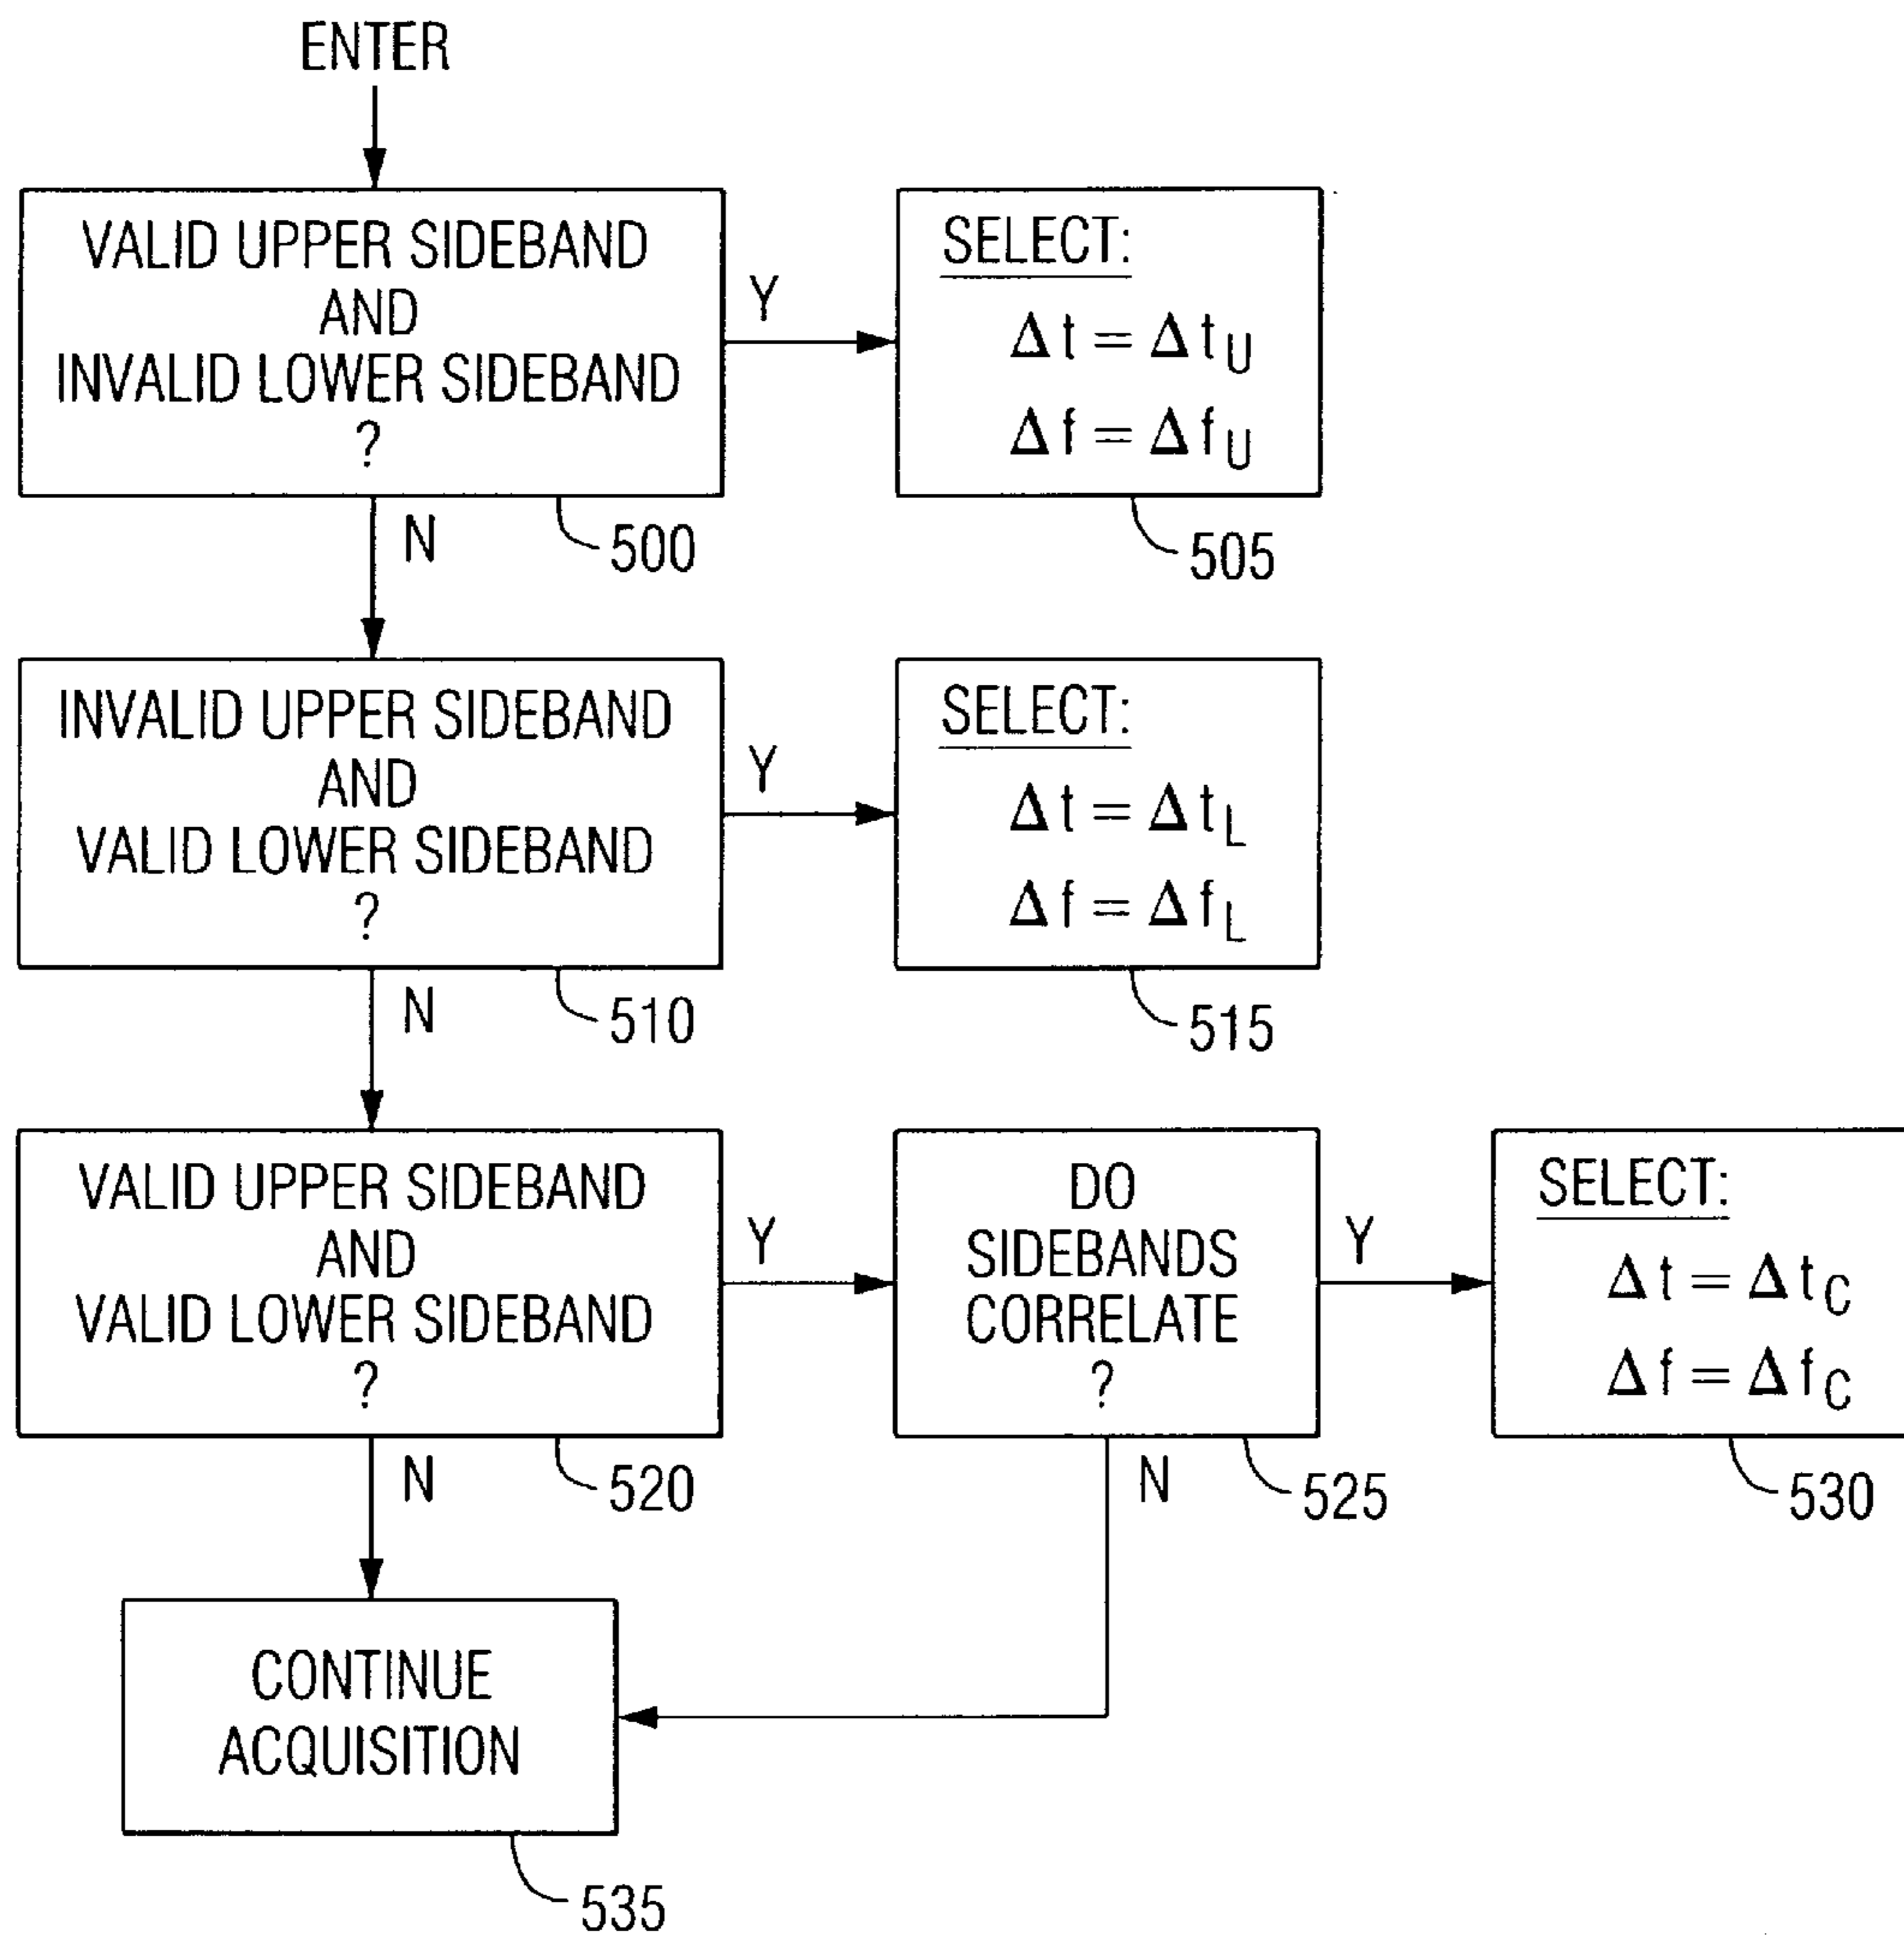 ENTER
VALID UPPER SIDEBAND
AND
INVALID LOWER SIDEBAND
?
Y
N
500
SELECT:
Δt = Δt_U
Δf = Δf_U
505
INVALID UPPER SIDEBAND
AND
VALID LOWER SIDEBAND
?
Y
N
510
SELECT:
Δt = Δt_L
Δf = Δf_L
515
VALID UPPER SIDEBAND
AND
VALID LOWER SIDEBAND
?
Y
N
520
DO
SIDEBANDS
CORRELATE
?
Y
N
525
SELECT:
Δt = Δt_C
Δf = Δf_C
530
CONTINUE
ACQUISITION
535